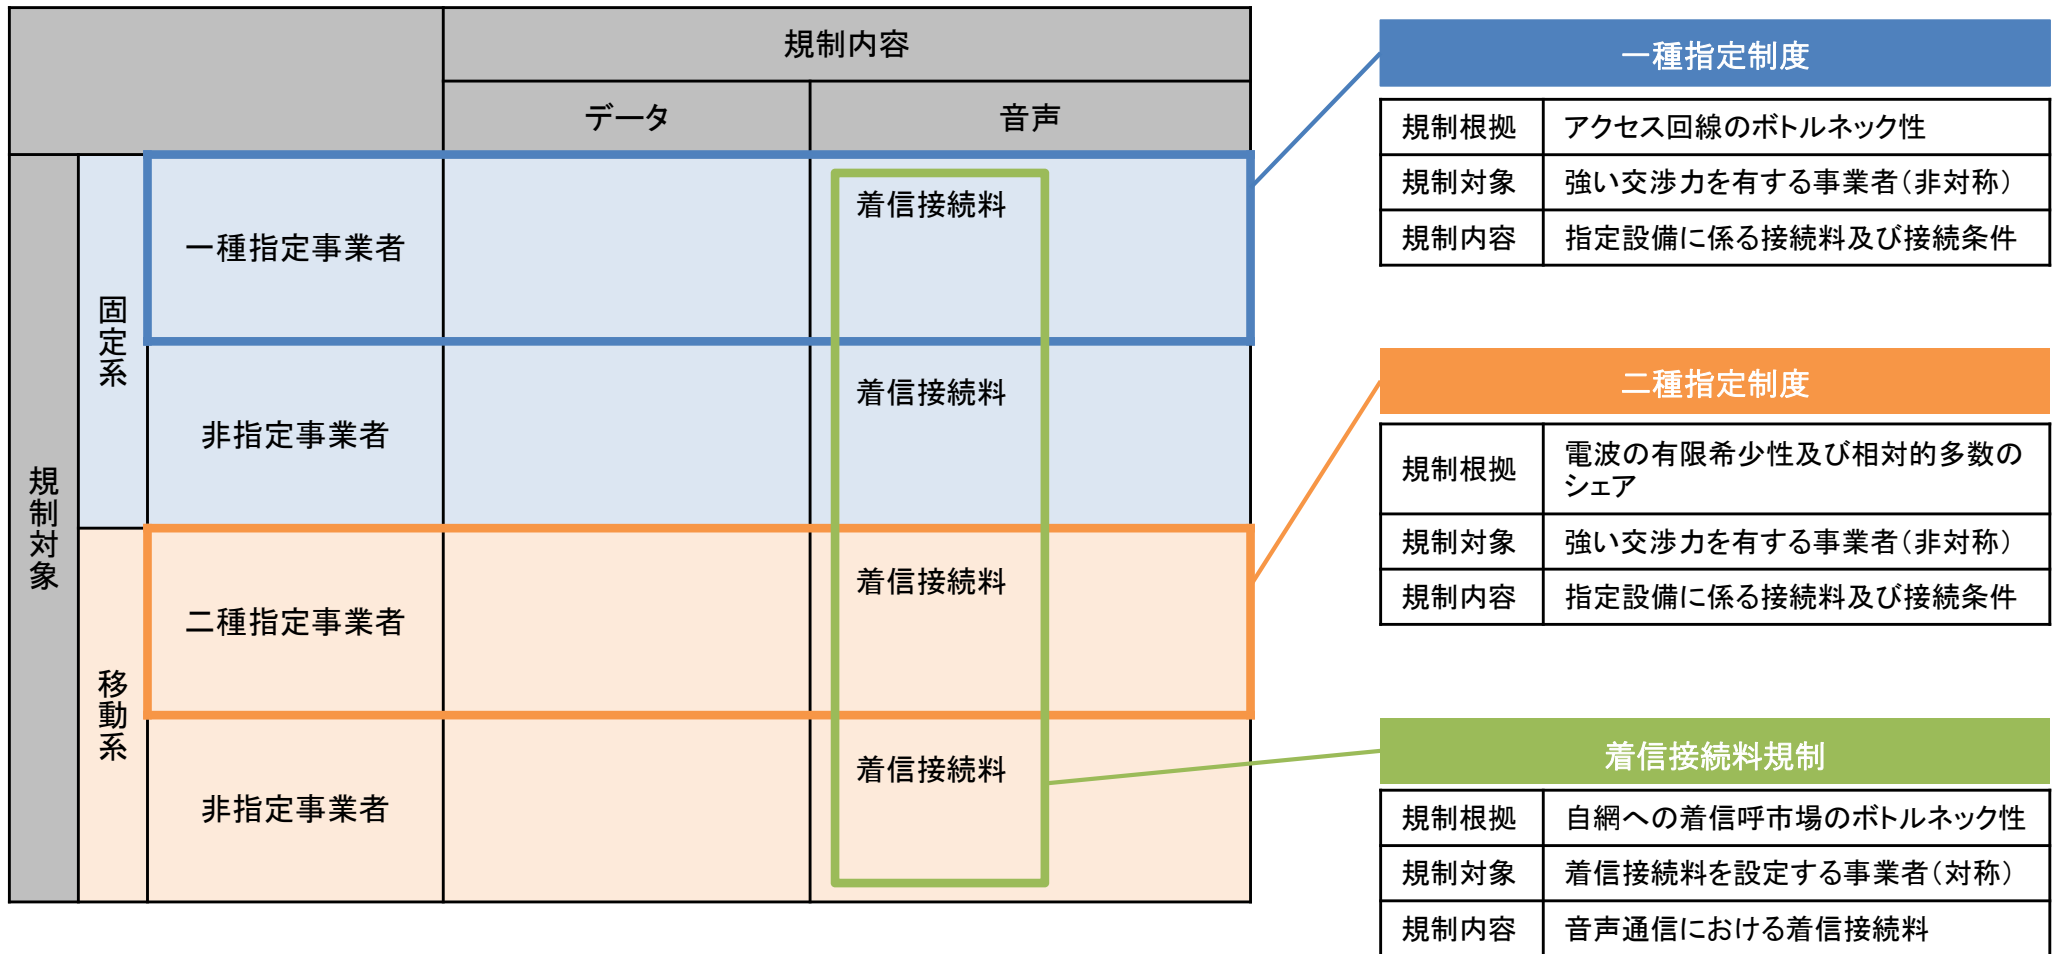 規制内容
データ
音声
規制対象
固定系
一種指定事業者
着信接続料
非指定事業者
着信接続料
移動系
二種指定事業者
着信接続料
非指定事業者
着信接続料
一種指定制度
規制根拠 アクセス回線のボトルネック性
規制対象 強い交渉力を有する事業者（非対称）
規制内容 指定設備に係る接続料及び接続条件
二種指定制度
規制根拠 電波の有限希少性及び相対的多数の
シェア
規制対象 強い交渉力を有する事業者（非対称）
規制内容 指定設備に係る接続料及び接続条件
着信接続料規制
規制根拠 自網への着信呼市場のボトルネック性
規制対象 着信接続料を設定する事業者（対称）
規制内容 音声通信における着信接続料